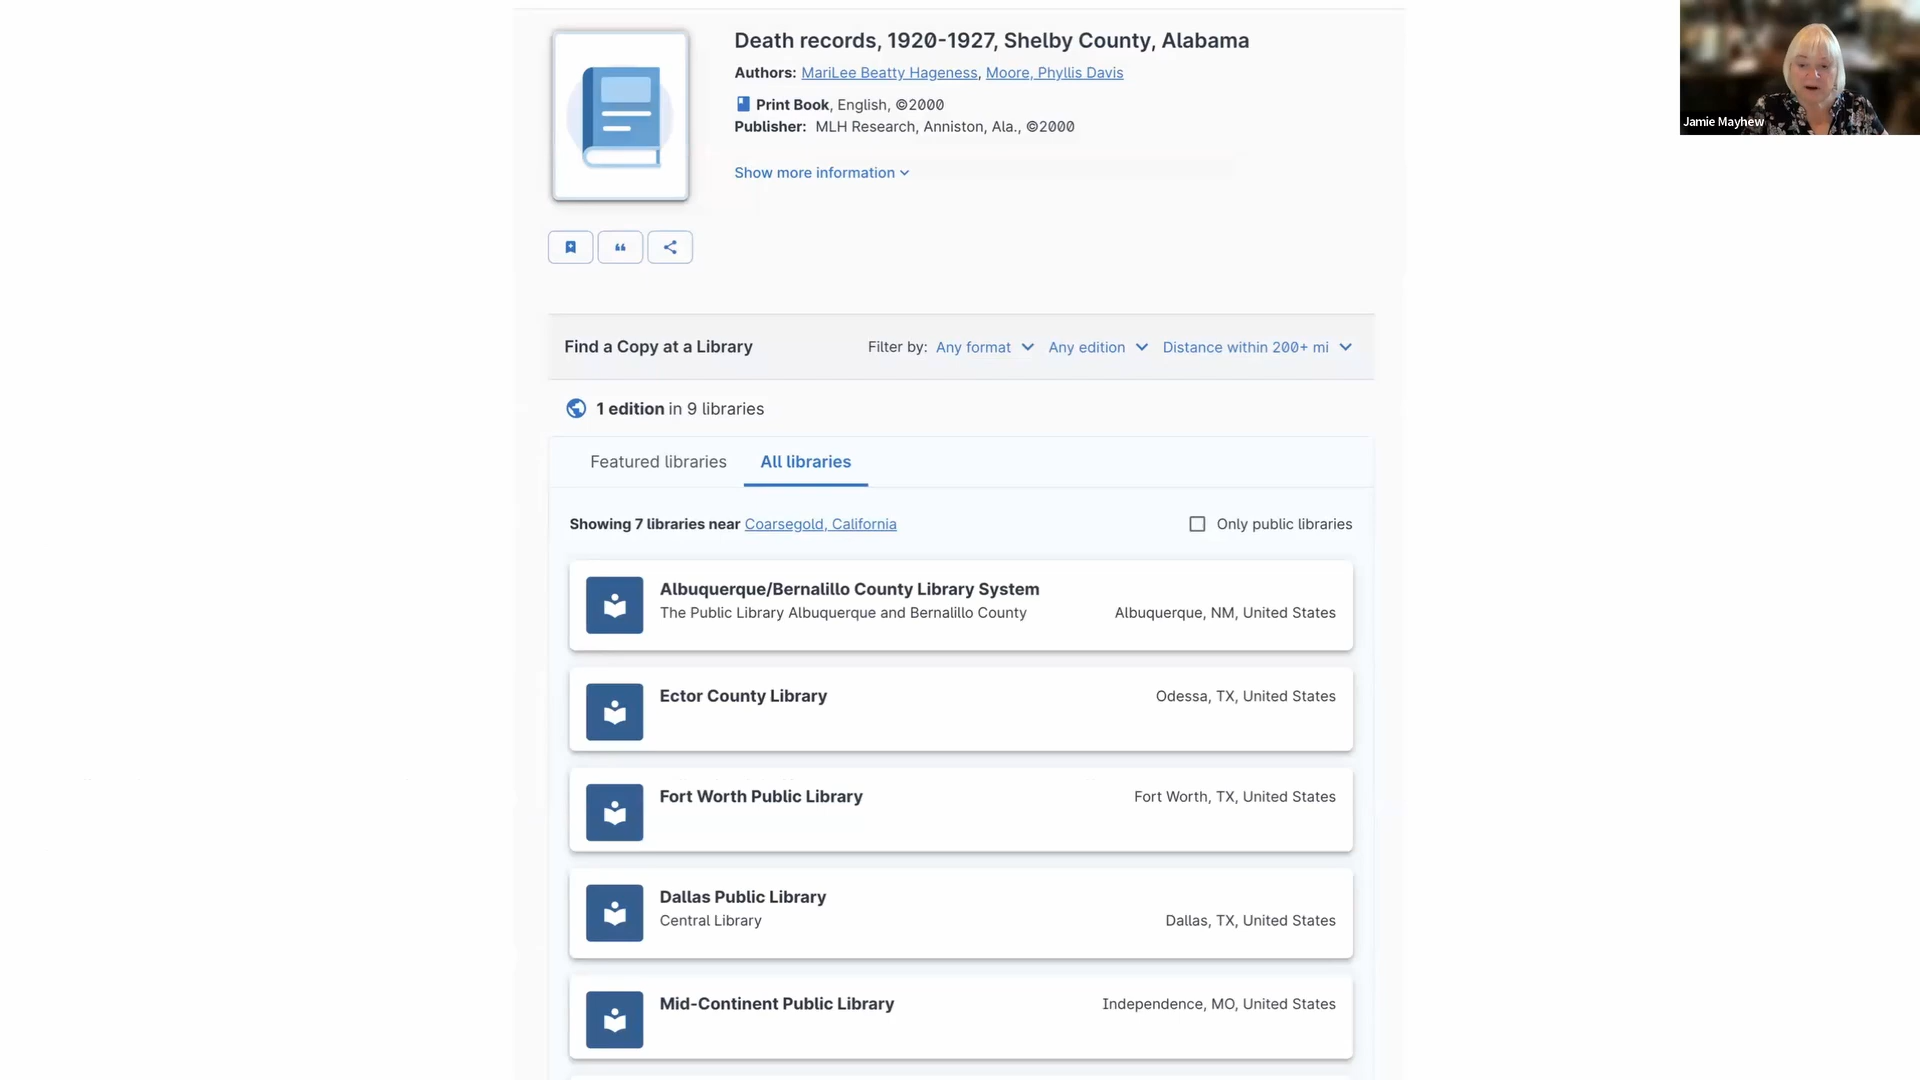 Death records, 1920-1927, Shelby County, Alabama
Authors: MariLee Beatty Hageness, Moore, Phyllis Davis
Print Book, English, ©2000
Publisher: MLH Research, Anniston, Ala., ©2000
Show more information
Jamie Mayhew
Find a Copy at a Library
Filter by: Any format Any edition Distance within 200+ mi
1 edition in 9 libraries
Featured libraries All libraries
Showing 7 libraries near Coarsegold, California Only public libraries
Albuquerque/Bernalillo County Library System
The Public Library Albuquerque and Bernalillo County Albuquerque, NM, United States
Ector County Library Odessa, TX, United States
Fort Worth Public Library Fort Worth, TX, United States
Dallas Public Library
Central Library Dallas, TX, United States
Mid-Continent Public Library Independence, MO, United States